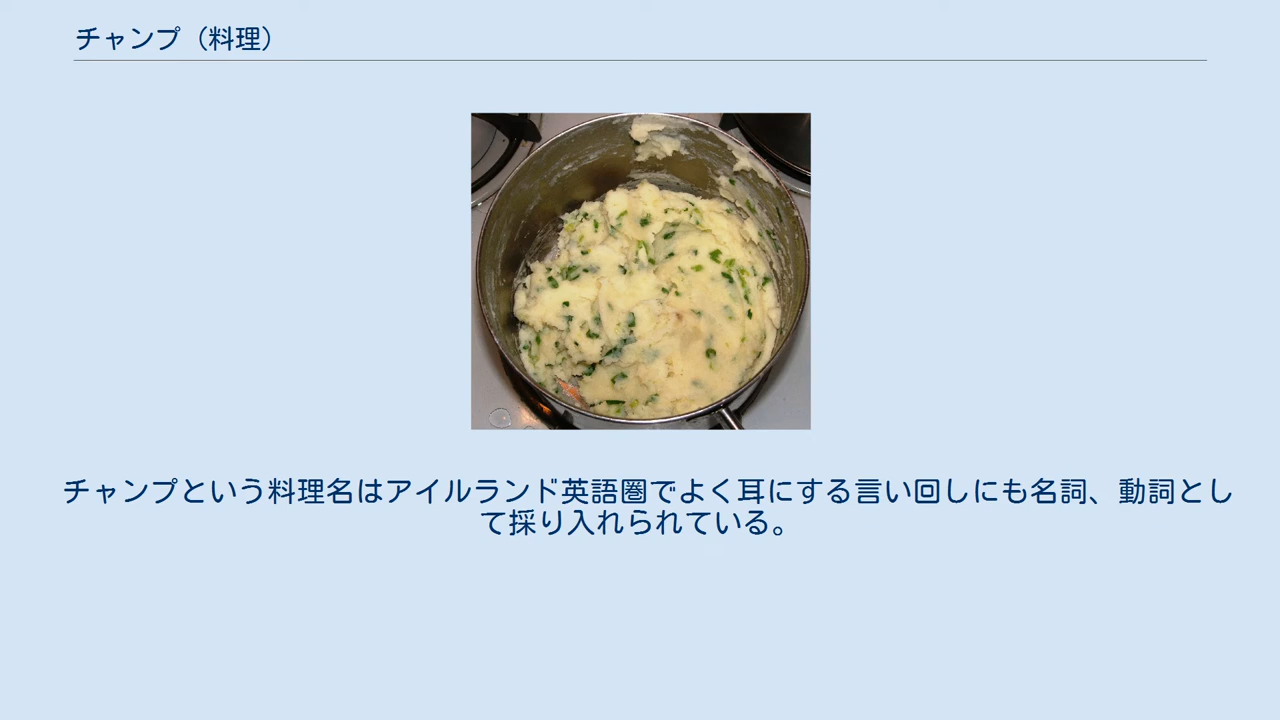 チャンプ（料理）
チャンプという料理名はアイルランド英語圏でよく耳にする言い回しにも名詞、動詞とし
て採り入れられている。